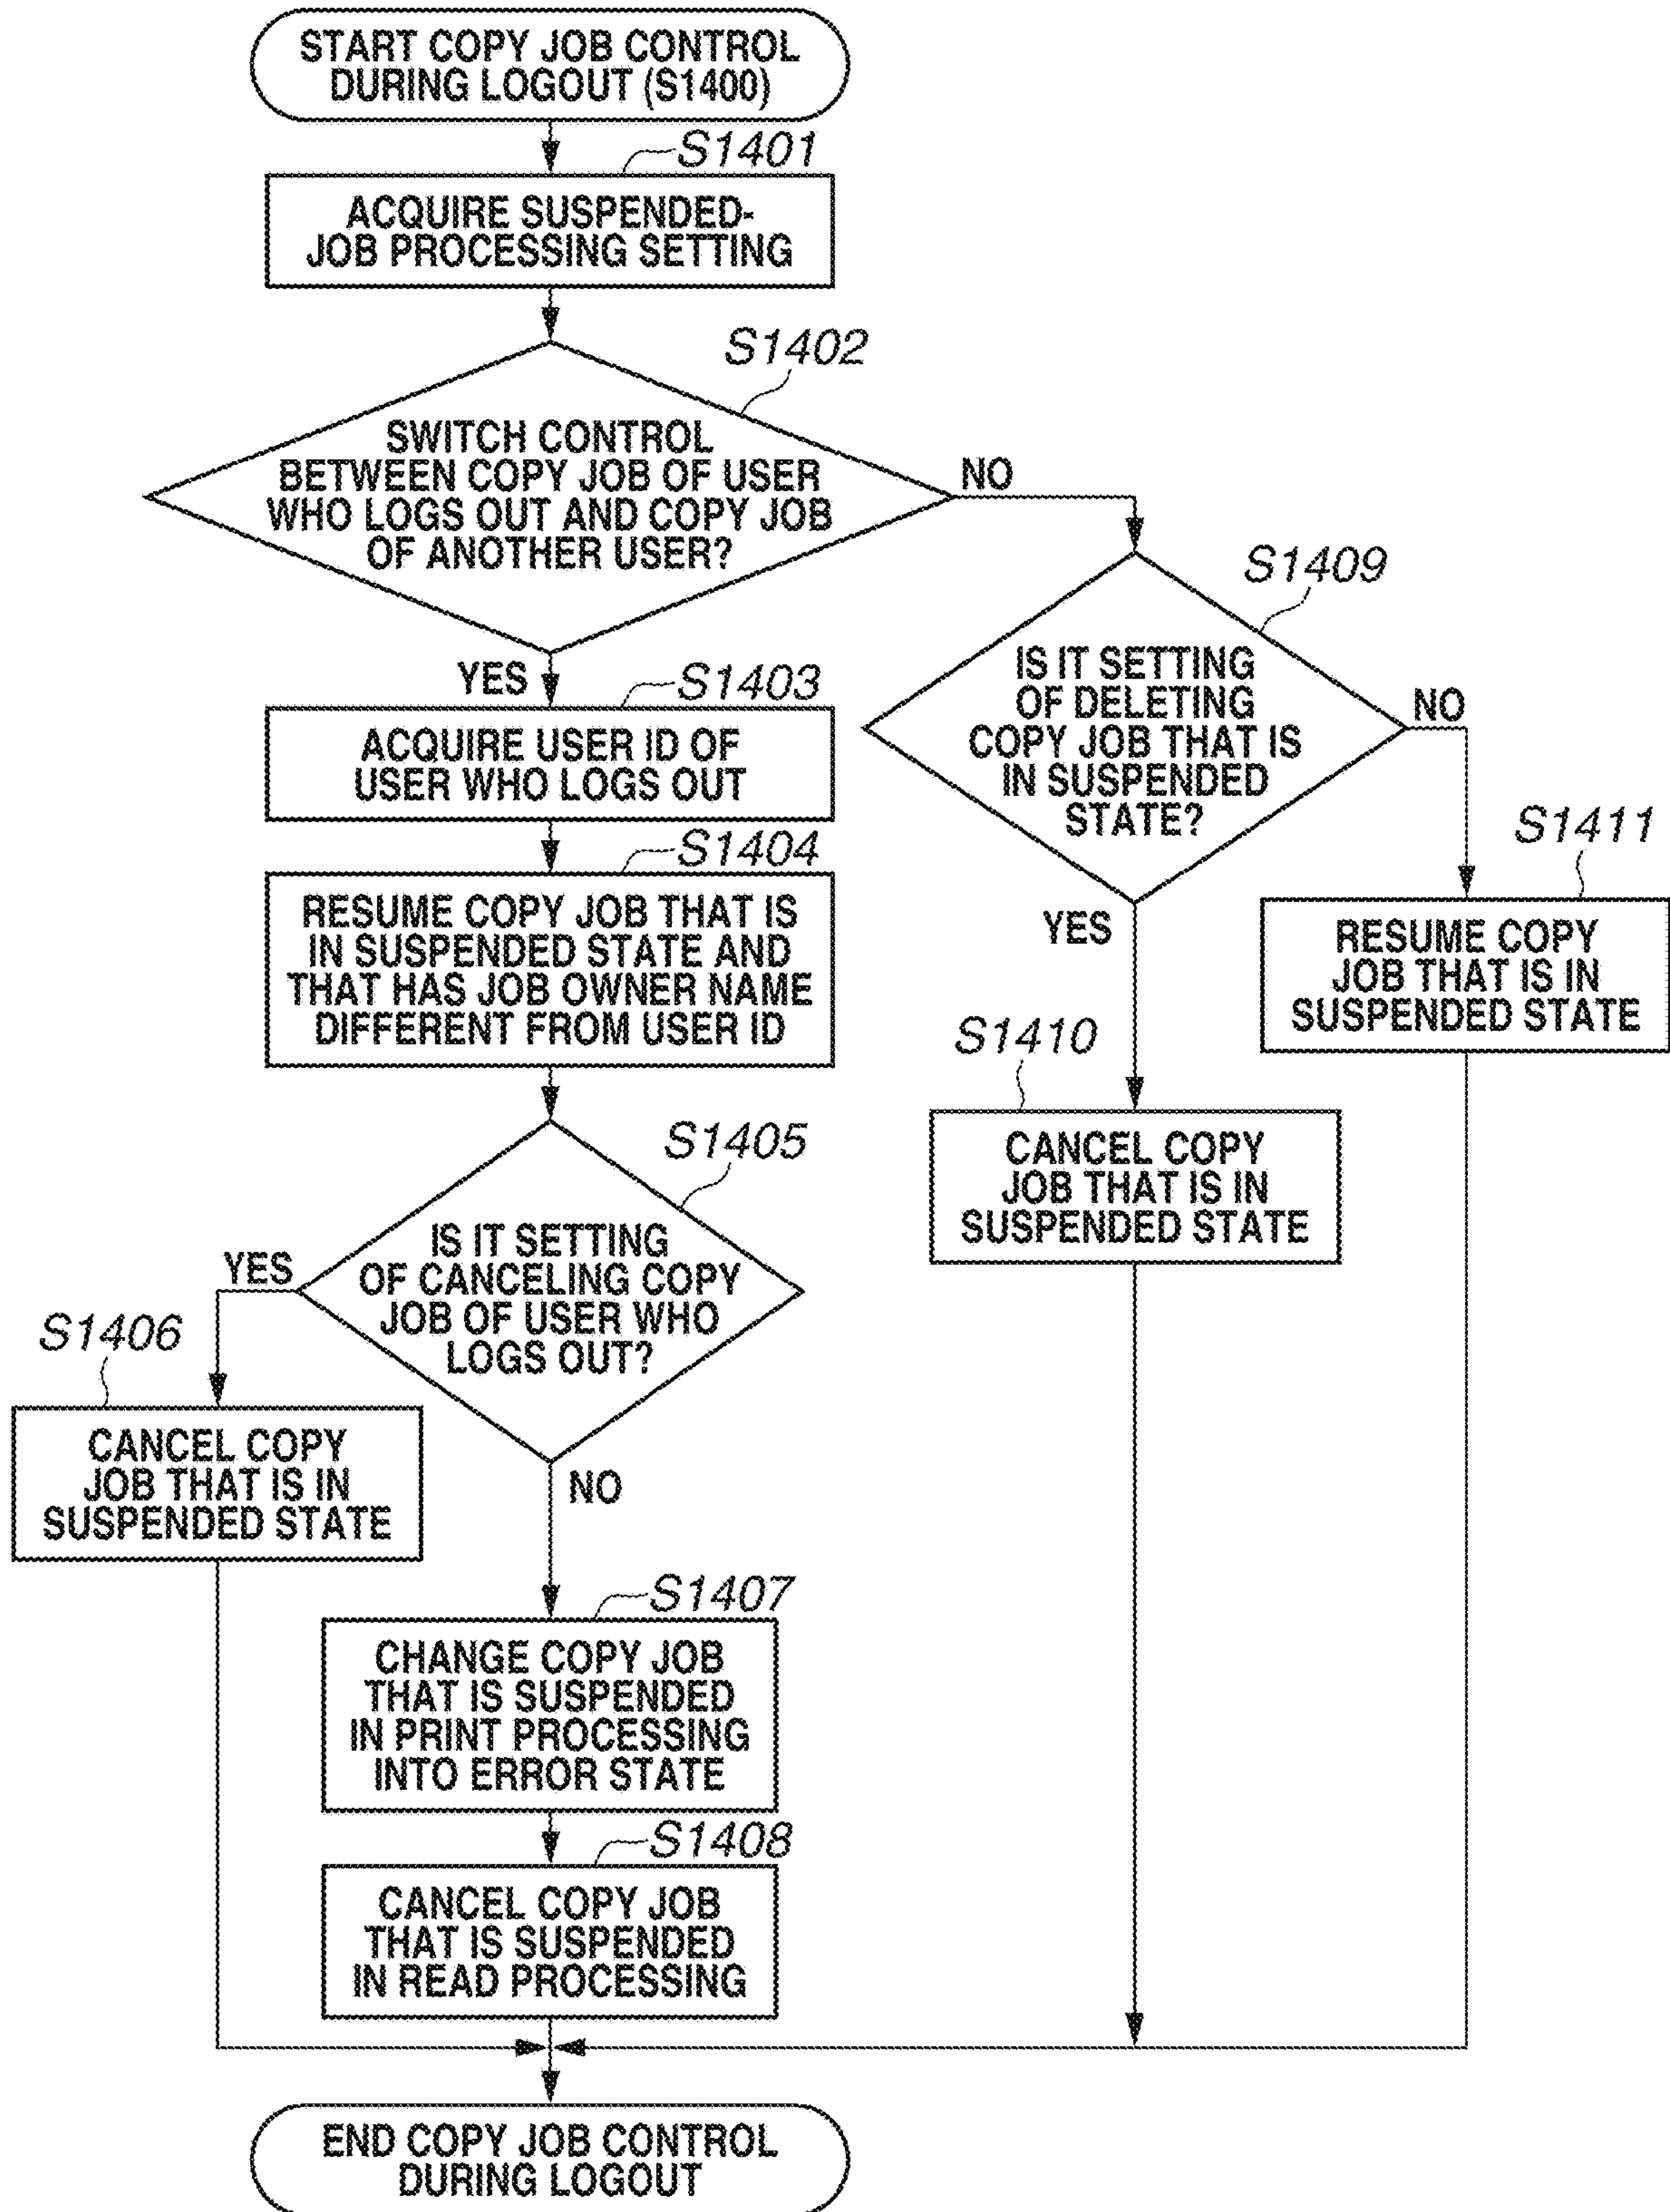 START COPY JOB CONTROL
DURING LOGOUT (S1400)
S1401
ACQUIRE SUSPENDED-
JOB PROCESSING SETTING
S1402
SWITCH CONTROL
BETWEEN COPY JOB OF USER
WHO LOGS OUT AND COPY JOB
OF ANOTHER USER?
NO
YES
S1403
ACQUIRE USER ID OF
USER WHO LOGS OUT
S1404
RESUME COPY JOB THAT IS
IN SUSPENDED STATE AND
THAT HAS JOB OWNER NAME
DIFFERENT FROM USER ID
S1405
IS IT SETTING
OF CANCELING COPY
JOB OF USER WHO
LOGS OUT?
YES
S1406
CANCEL COPY
JOB THAT IS IN
SUSPENDED STATE
NO
S1407
CHANGE COPY JOB
THAT IS SUSPENDED
IN PRINT PROCESSING
INTO ERROR STATE
S1408
CANCEL COPY JOB
THAT IS SUSPENDED
IN READ PROCESSING
S1409
IS IT SETTING
OF DELETING
COPY JOB THAT IS
IN SUSPENDED
STATE?
NO
YES
S1410
CANCEL COPY
JOB THAT IS IN
SUSPENDED STATE
S1411
RESUME COPY
JOB THAT IS IN
SUSPENDED STATE
END COPY JOB CONTROL
DURING LOGOUT